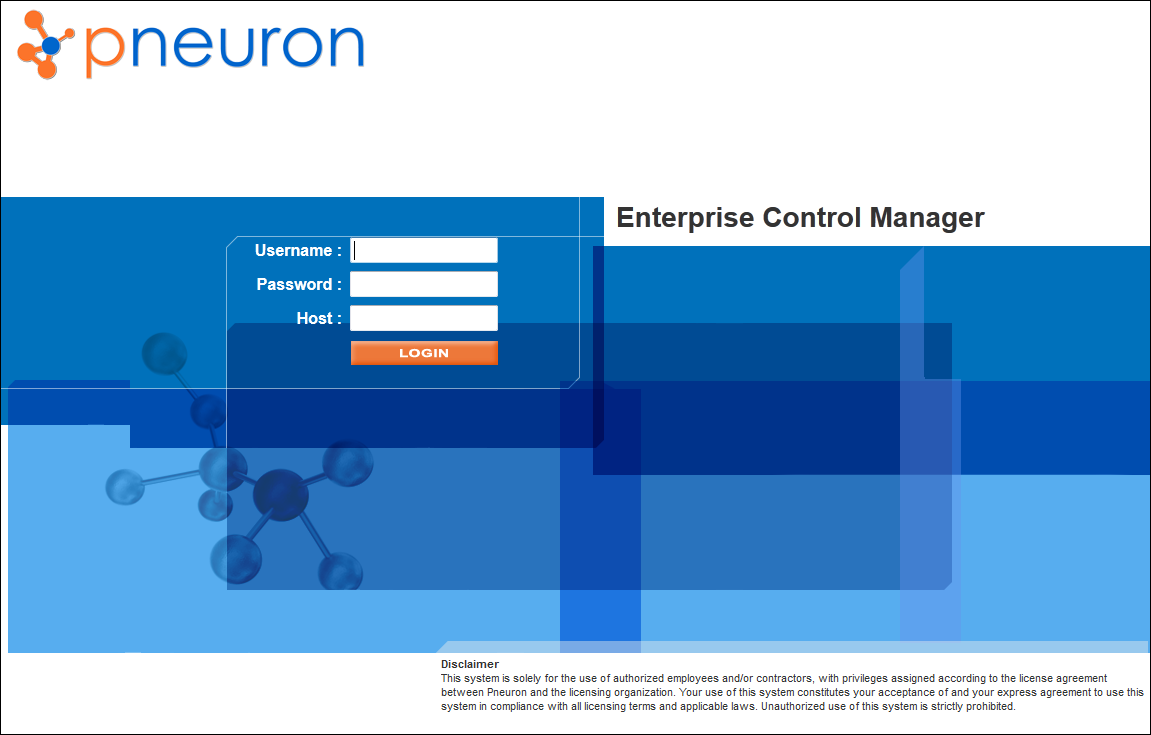 pneuron
Enterprise Control Manager
Username :
Password :
Host :
LOGIN
Disclaimer
This system is solely for the use of authorized employees and/or contractors, with privileges assigned according to the license agreement
between Pneuron and the licensing organization. Your use of this system constitutes your acceptance of and your express agreement to use this
system in compliance with all licensing terms and applicable laws. Unauthorized use of this system is strictly prohibited.